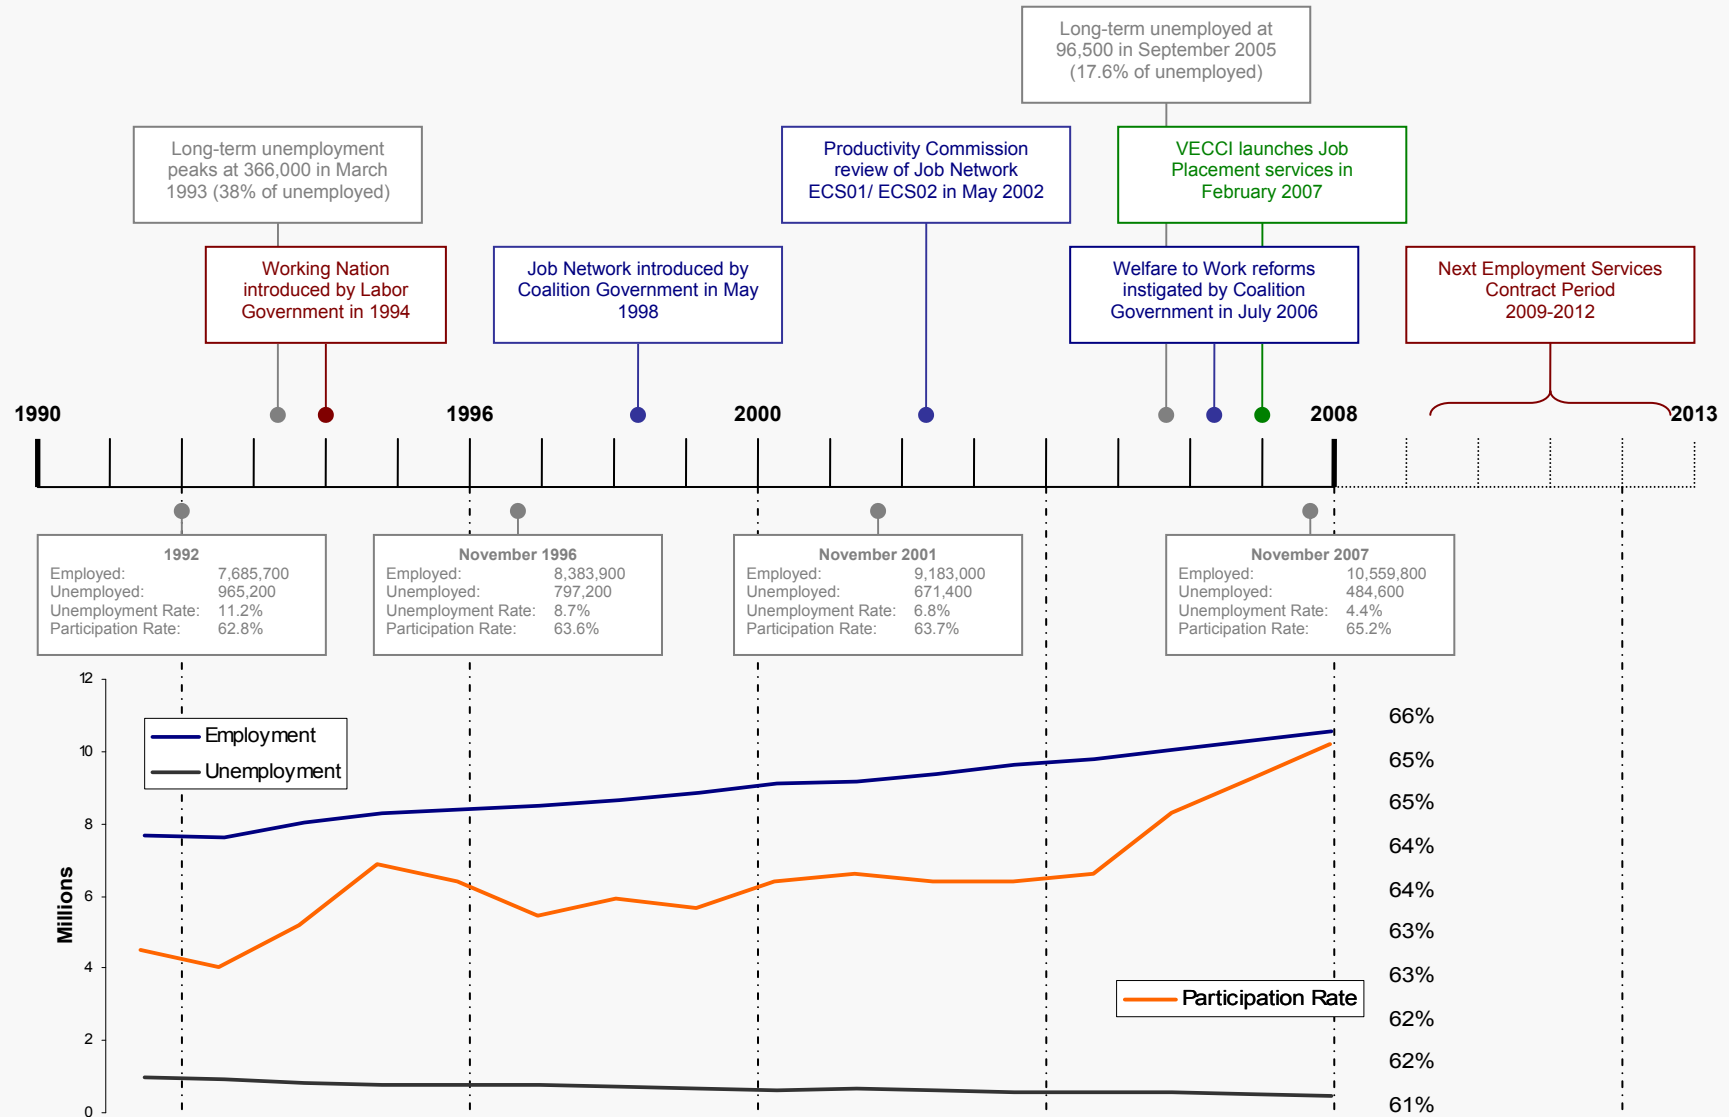 Long-term unemployed at
96,500 in September 2005
(17.6% of unemployed)
Long-term unemployment
peaks at 366,000 in March
1993 (38% of unemployed)
Productivity Commission
review of Job Network
ECS01/ ECS02 in May 2002
VECCI launches Job
Placement services in
February 2007
Working Nation
introduced by Labor
Government in 1994
Job Network introduced by
Coalition Government in May
1998
Welfare to Work reforms
instigated by Coalition
Government in July 2006
Next Employment Services
Contract Period
2009-2012
1990
1996
2000
2008
2013
1992
Employed: 7,685,700
Unemployed: 965,200
Unemployment Rate: 11.2%
Participation Rate: 62.8%
November 1996
Employed: 8,383,900
Unemployed: 797,200
Unemployment Rate: 8.7%
Participation Rate: 63.6%
November 2001
Employed: 9,183,000
Unemployed: 671,400
Unemployment Rate: 6.8%
Participation Rate: 63.7%
November 2007
Employed: 10,559,800
Unemployed: 484,600
Unemployment Rate: 4.4%
Participation Rate: 65.2%
12
10
8
6
4
2
0
Millions
Employment
Unemployment
Participation Rate
66%
65%
65%
64%
64%
63%
63%
62%
62%
61%